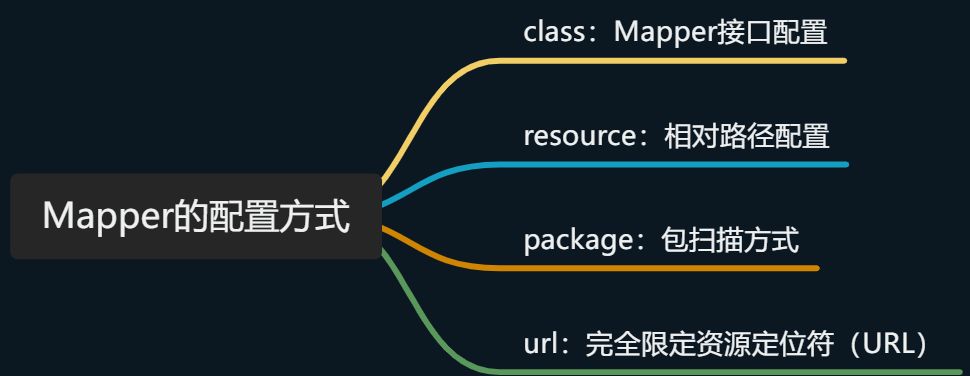 class：Mapper接口配置
resource：相对路径配置
Mapper的配置方式
package：包扫描方式
url：完全限定资源定位符（URL）